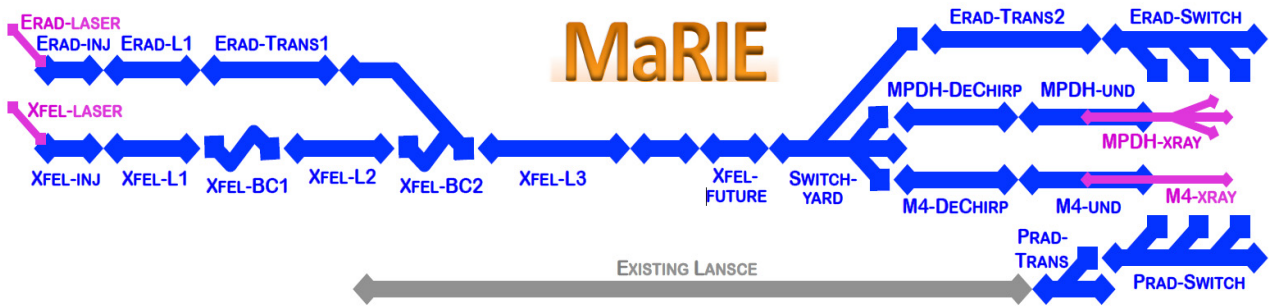 ERAD-LASER
ERAD-INJ ERAD-L1 ERAD-TRANS1
MaRIE
ERAD-TRANS2 ERAD-SWITCH
XFEL-LASER
MPDH-DECHIRP MPDH-UND
MPDH-XRAY
XFEL-INJ XFEL-L1 XFEL-BC1 XFEL-L2 XFEL-BC2 XFEL-L3
XFEL-
FUTURE
SWITCH-
YARD
M4-DECHIRP M4-UND
M4-XRAY
EXISTING LANSCE
PRAD-
TRANS
PRAD-SWITCH